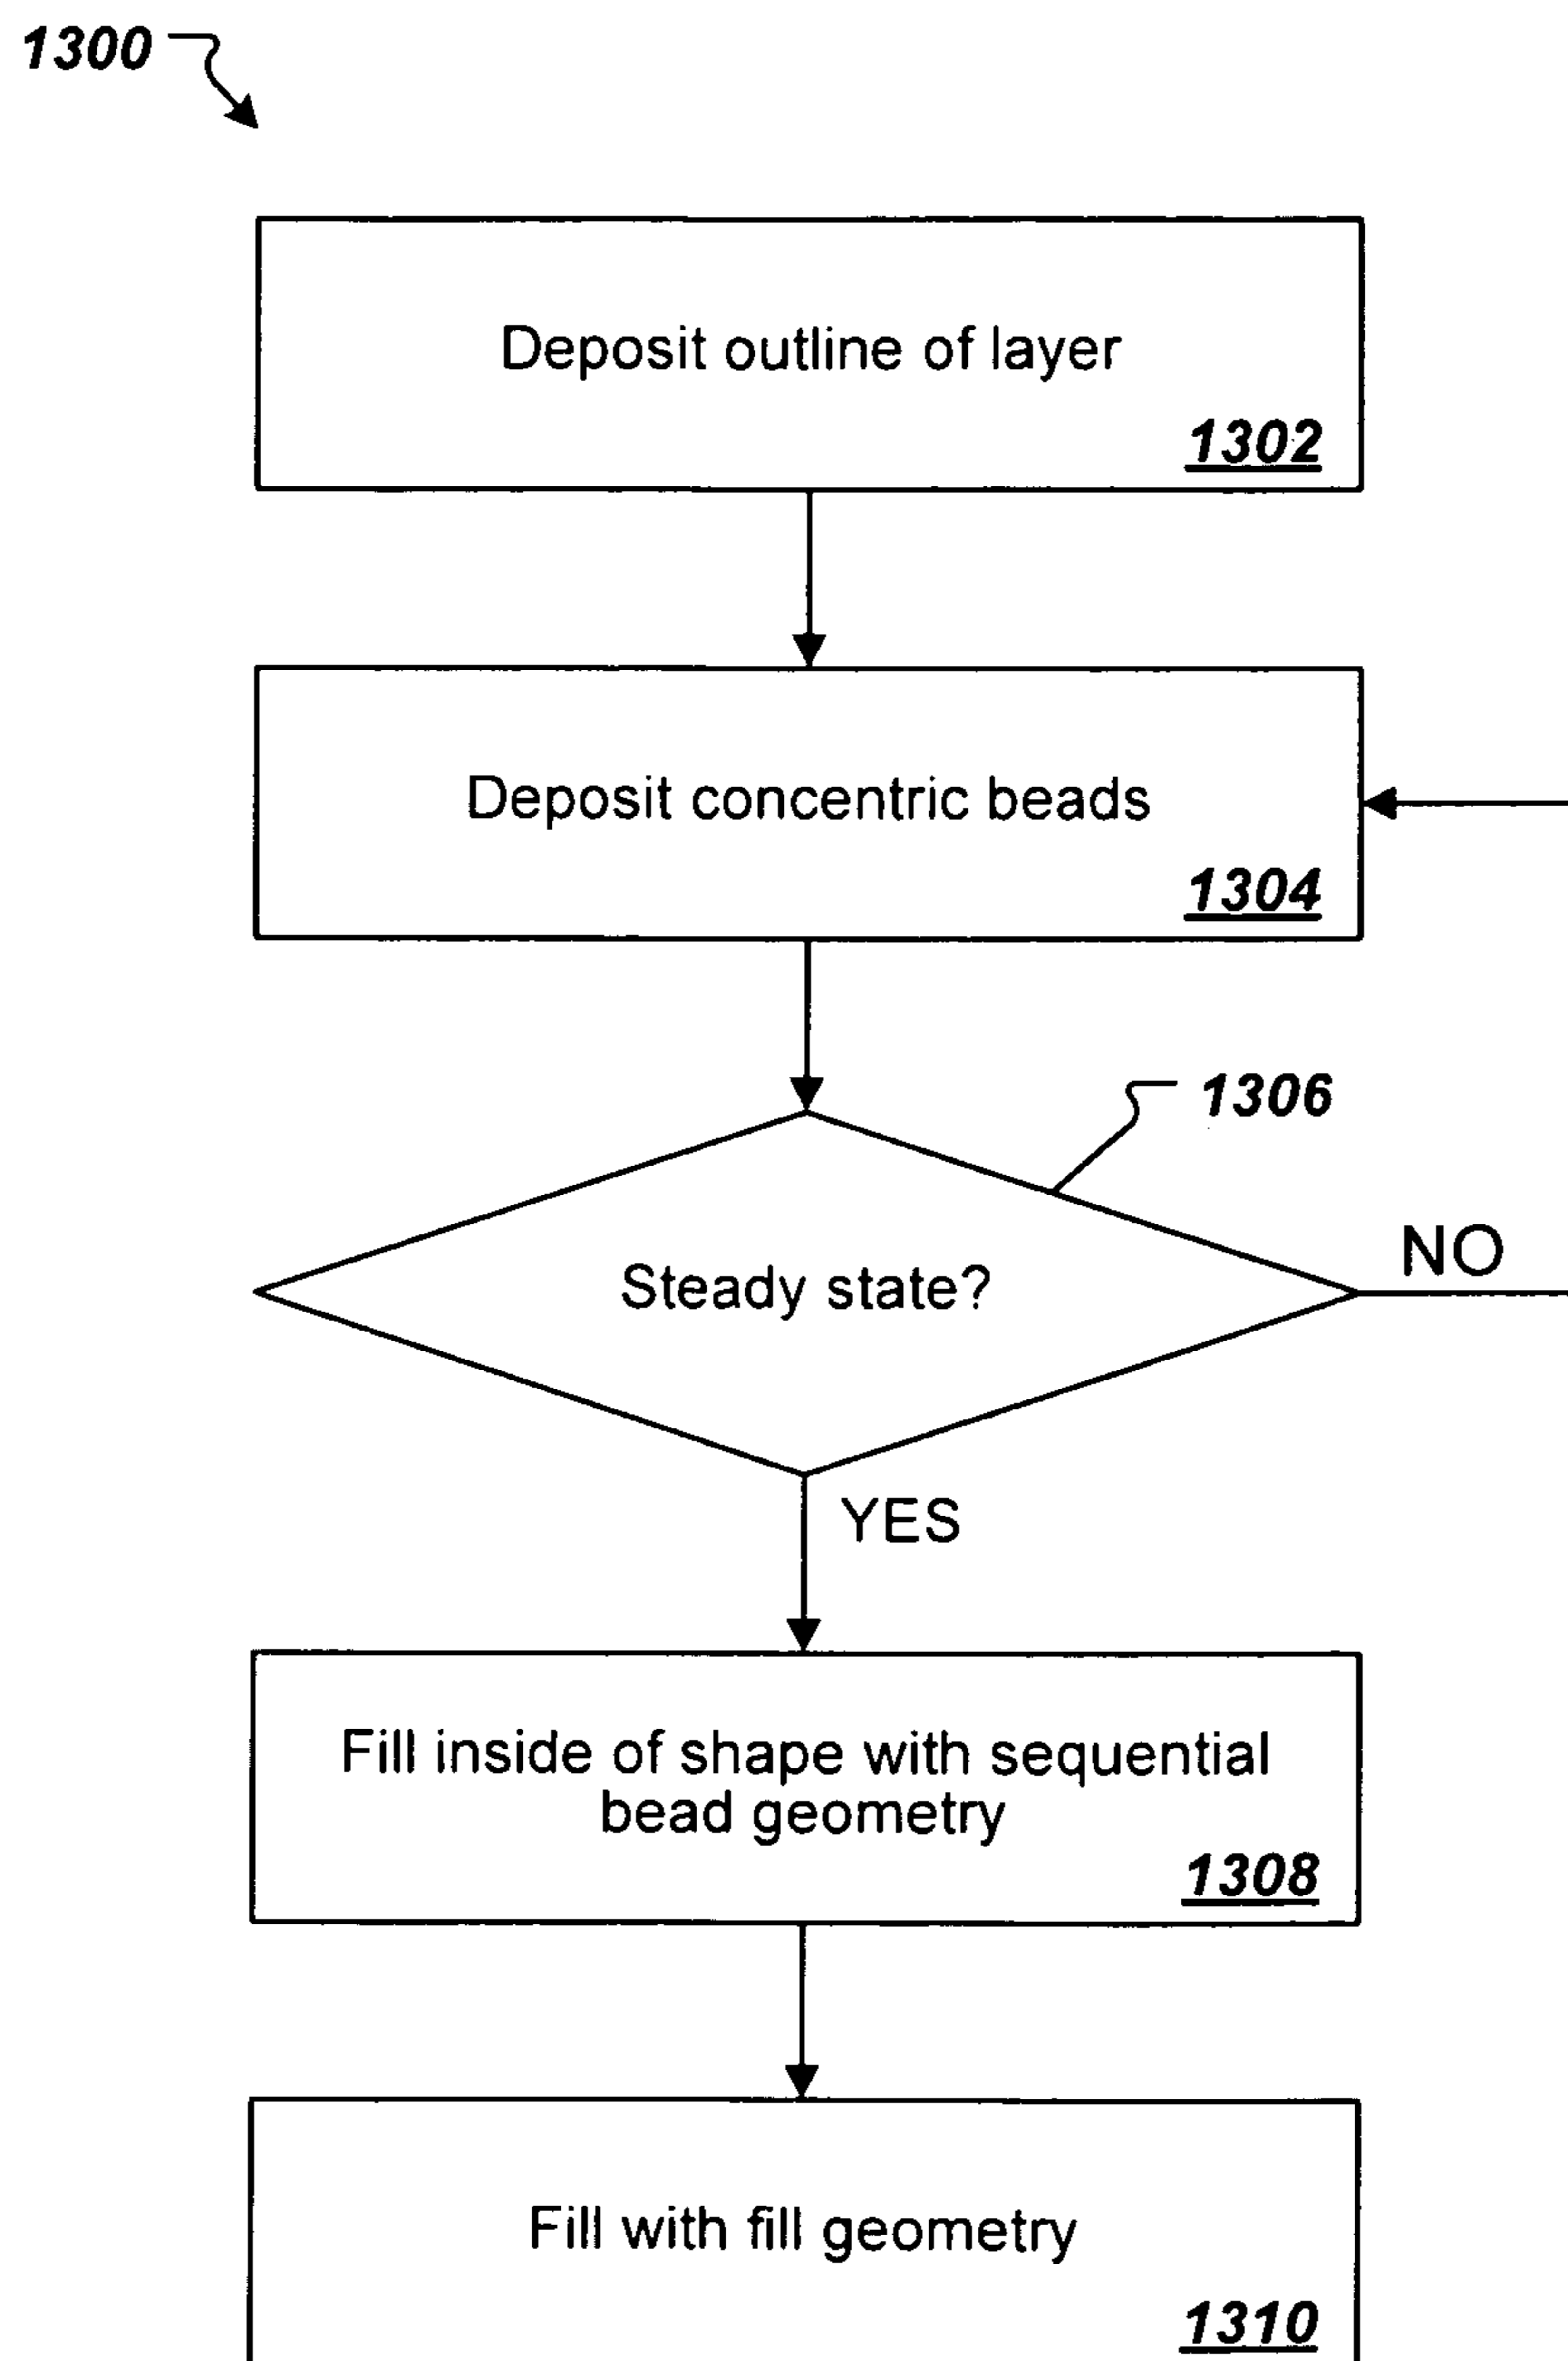 1300
Deposit outline of layer
1302
Deposit concentric beads
1304
1306
Steady state?
NO
YES
Fill inside of shape with sequential
bead geometry
1308
Fill with fill geometry
1310